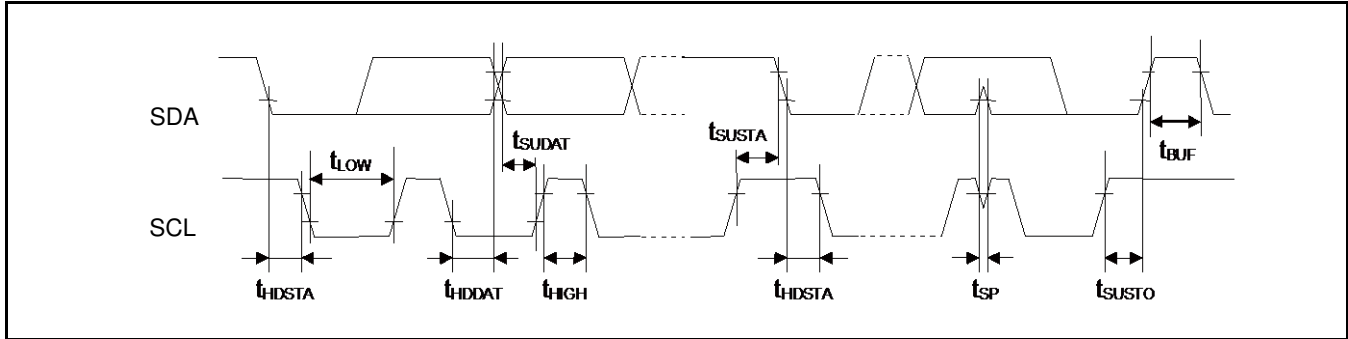 SDA
tSUDAT
tSUSTA
tBUF
tLOW
SCL
tHDSTA
tHDDAT
tHIGH
tHDSTA
tSP
tSUSTO